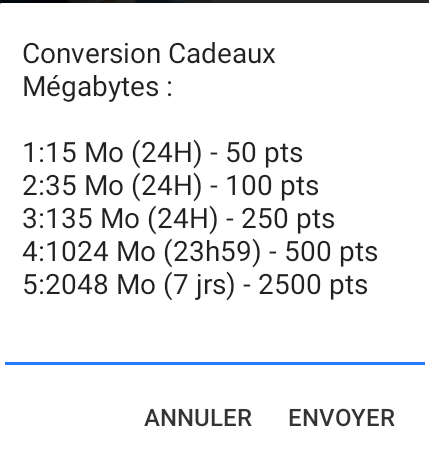 Conversion Cadeaux
Mégabytes :
1:15 Mo (24H) - 50 pts
2:35 Mo (24H) - 100 pts
3:135 Mo (24H) - 250 pts
4:1024 Mo (23h59) - 500 pts
5:2048 Mo (7 jrs) - 2500 pts
ANNULER ENVOYER